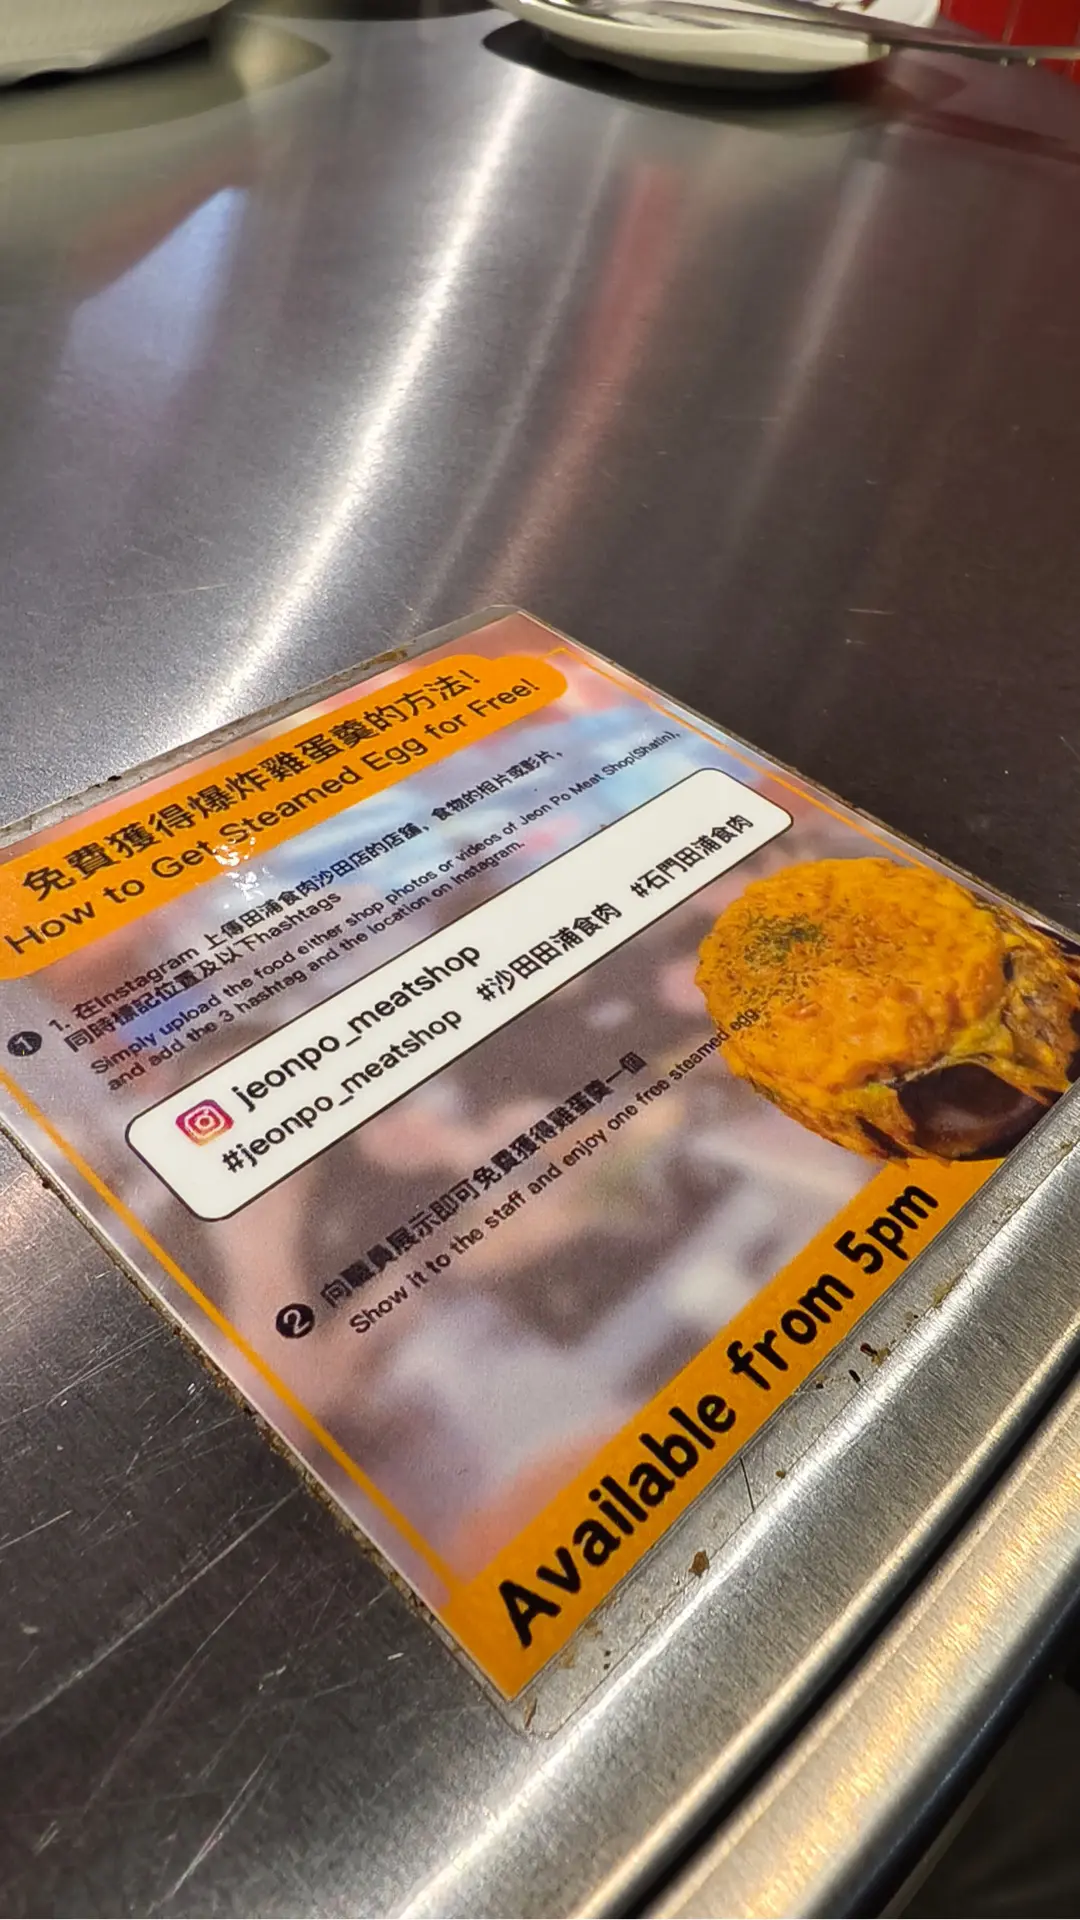 免費獲得爆炸雞蛋羹的方法!
How to Get Steamed Egg for Free!
1
1. 在Instagram 上傳田浦食肉沙田店的店舖，食物的相片或影片，
同時標記位置及以下hashtags
Simply upload the food either shop photos or videos of Jeon Po Meat Shop(Shatin),
and add the 3 hashtag and the location on Instagram.
jeonpo_meatshop
#jeonpo_meatshop #沙田田浦食肉 #石門田浦食肉
2 向職員展示即可免費獲得雞蛋羹一個
Show it to the staff and enjoy one free steamed egg
Available from 5pm